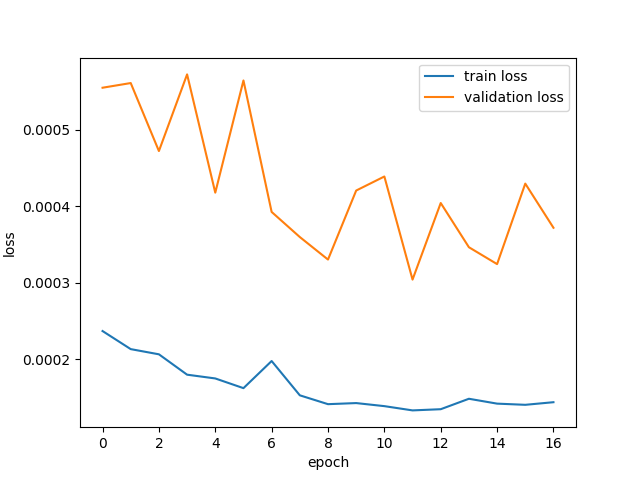 train loss
validation loss
0.0005
0.0004
0.0003
0.0002
loss
0 2 4 6 8 10 12 14 16
epoch